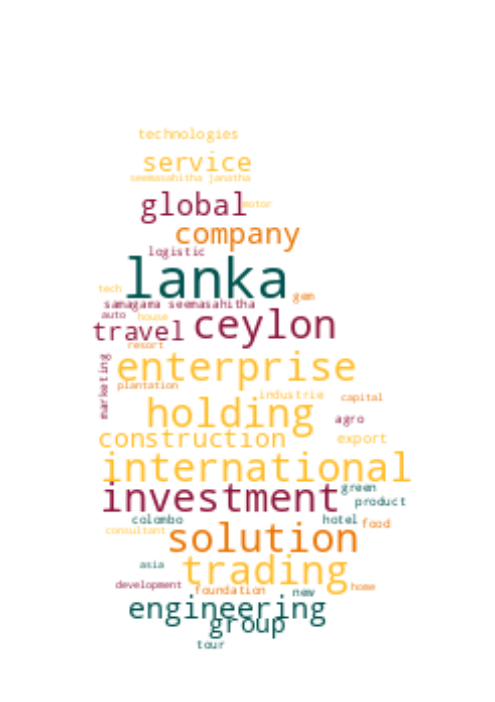 technologies
service
seemasahitha janatha
global motor
company
logistic
lanka
tech gem
samagama seemasahitha
auto house ceylon
travel
resort
enterprise
marketing plantation
industrie capital
holding agro
construction export
international
investment green
product
colombo hotel food
consultant solution
asia trading
development home
foundation new
engineering
group
tour